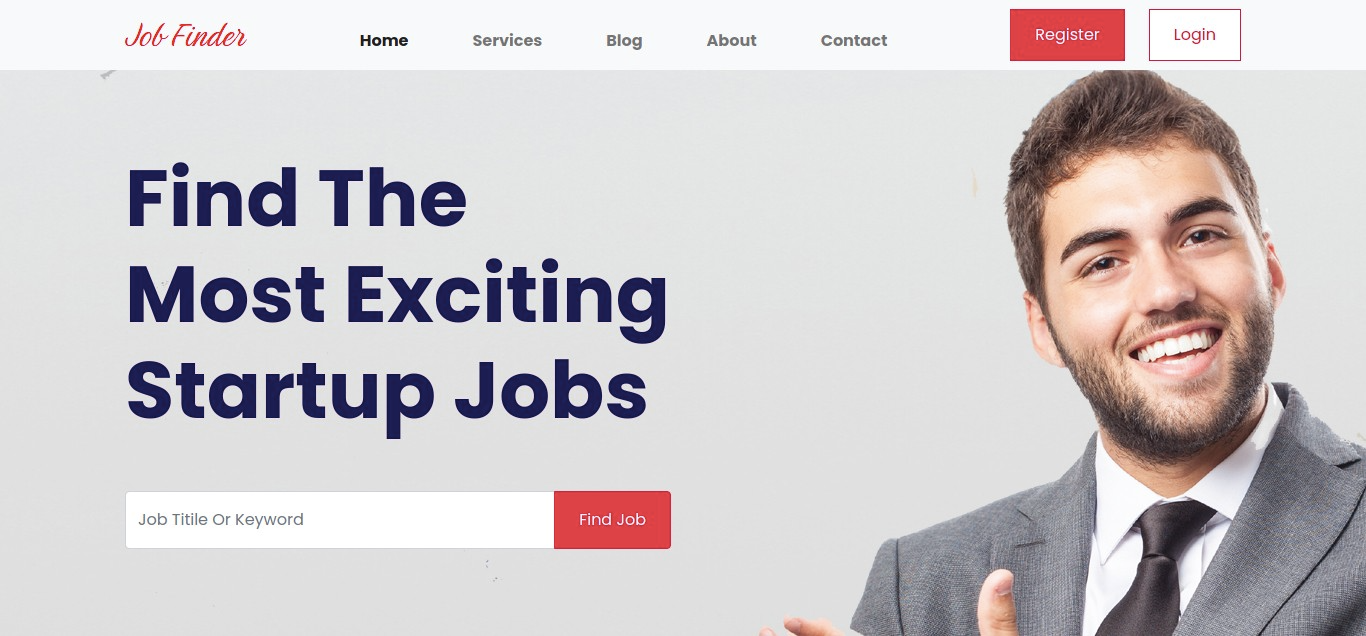 Job Finder
Home Services Blog About Contact Register Login
Find The
Most Exciting
Startup Jobs
Job Titile Or Keyword Find Job